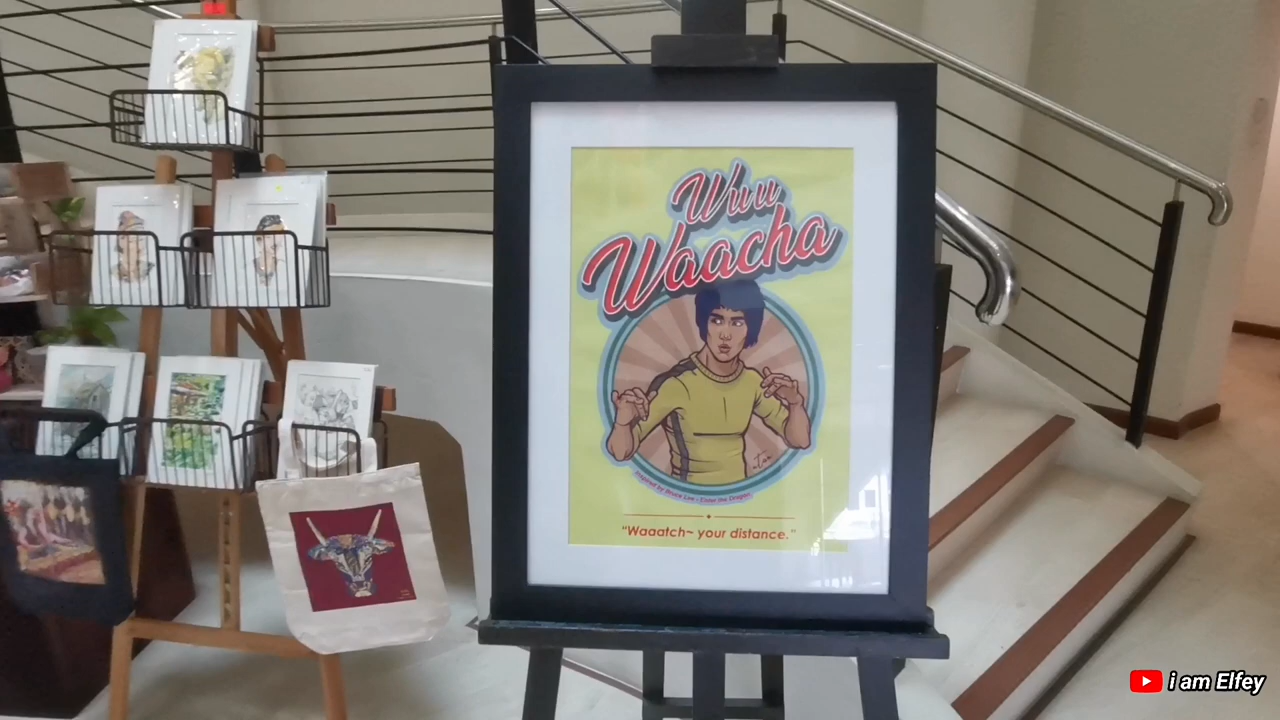 Wuu
Waacha
Inspired by Bruce Lee - Enter the Dragon.
"Waaatch~ your distance."
i am Elfey